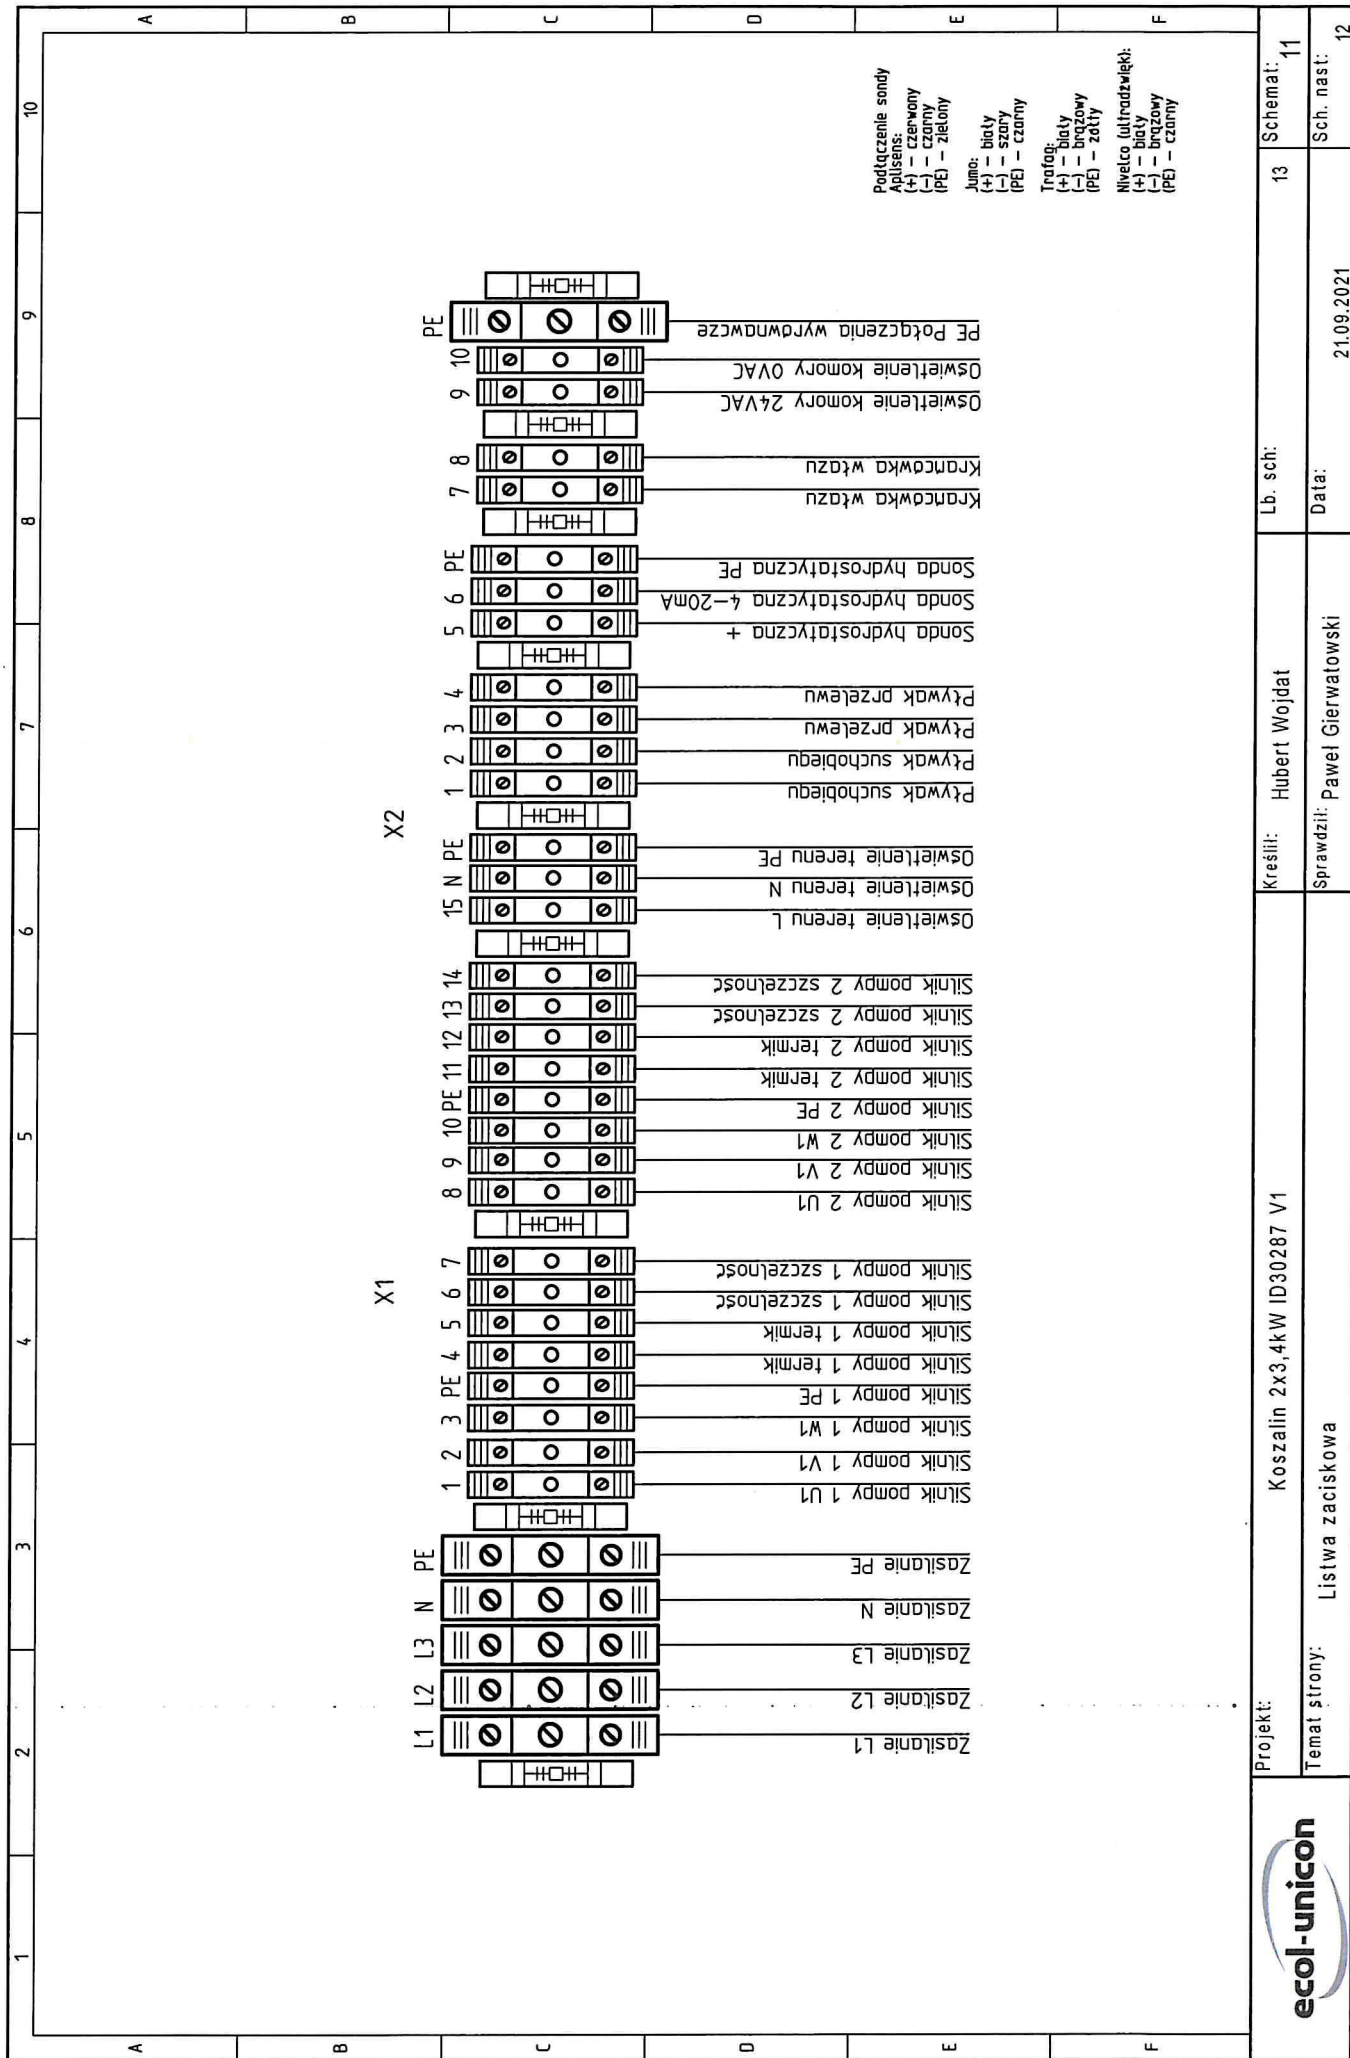 1 2 3 4 5 6 7 8 9 10
A A
B B
C C
D D
E E
F F
X1
X2
L1 L2 L3 N PE 1 2 3 PE 4 5 6 7 8 9 10 PE 11 12 13 14 15 N PE 1 2 3 4 5 6 PE 7 8 9 10 PE
Zasilanie L1
Zasilanie L2
Zasilanie L3
Zasilanie N
Zasilanie PE
Silnik pompy 1 U1
Silnik pompy 1 V1
Silnik pompy 1 W1
Silnik pompy 1 PE
Silnik pompy 1 termik
Silnik pompy 1 termik
Silnik pompy 1 szczelność
Silnik pompy 1 szczelność
Silnik pompy 2 U1
Silnik pompy 2 V1
Silnik pompy 2 W1
Silnik pompy 2 PE
Silnik pompy 2 termik
Silnik pompy 2 termik
Silnik pompy 2 szczelność
Silnik pompy 2 szczelność
Oświetlenie terenu L
Oświetlenie terenu N
Oświetlenie terenu PE
Pływak suchobiegu
Pływak suchobiegu
Pływak przelewu
Pływak przelewu
Sonda hydrostatyczna +
Sonda hydrostatyczna 4-20mA
Sonda hydrostatyczna PE
Krańcówka włazu
Krańcówka włazu
Oświetlenie komory 24VAC
Oświetlenie komory 0VAC
PE Połączenia wyrównawcze
Podłączenie sondy
Aplisens:
(+) - czerwony
(-) - czarny
(PE) - zielony
Jumo:
(+) - biały
(-) - szary
(PE) - czarny
Trafag:
(+) - biały
(-) - brązowy
(PE) - żółty
Nivelco (ultradźwięk):
(+) - biały
(-) - brązowy
(PE) - czarny
ecol-unicon
Projekt: Koszalin 2x3,4kW ID30287 V1
Temat strony: Listwa zaciskowa
Kreślił: Hubert Wojdat
Sprawdził: Paweł Gierwatowski
Lb. sch: 13
Data: 21.09.2021
Schemat: 11
Sch. nast: 12